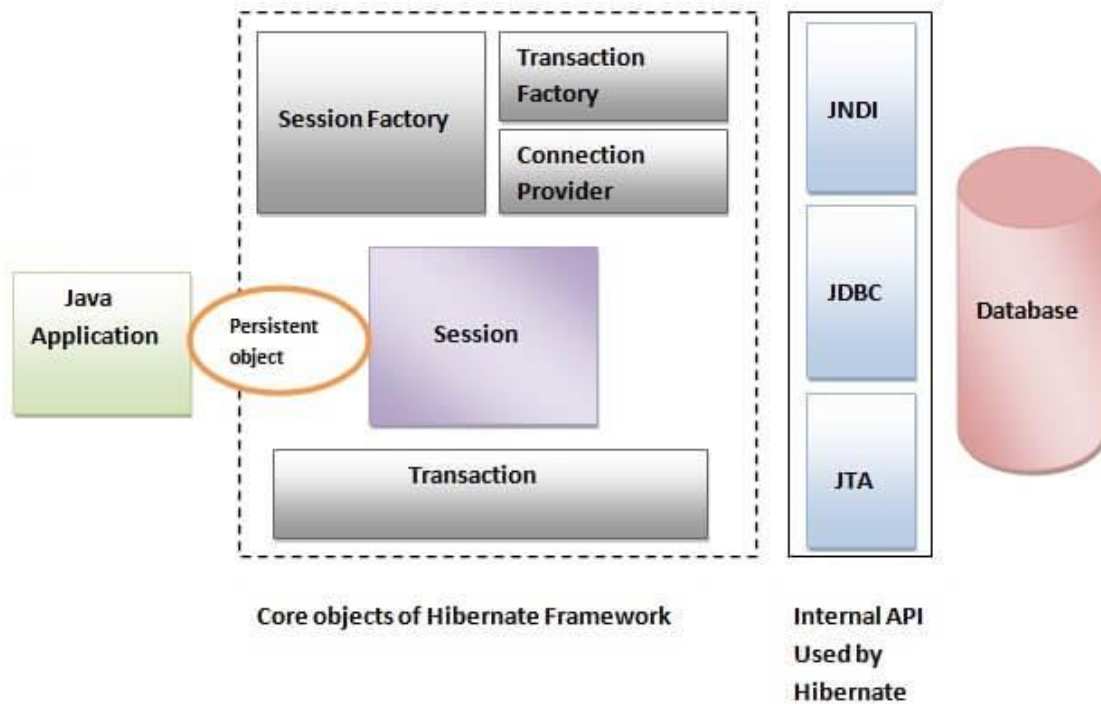 Session Factory
Transaction
Factory
Connection
Provider
JNDI
Java
Application
Persistent
object
Session
JDBC
Database
Transaction
JTA
Core objects of Hibernate Framework
Internal API
Used by
Hibernate